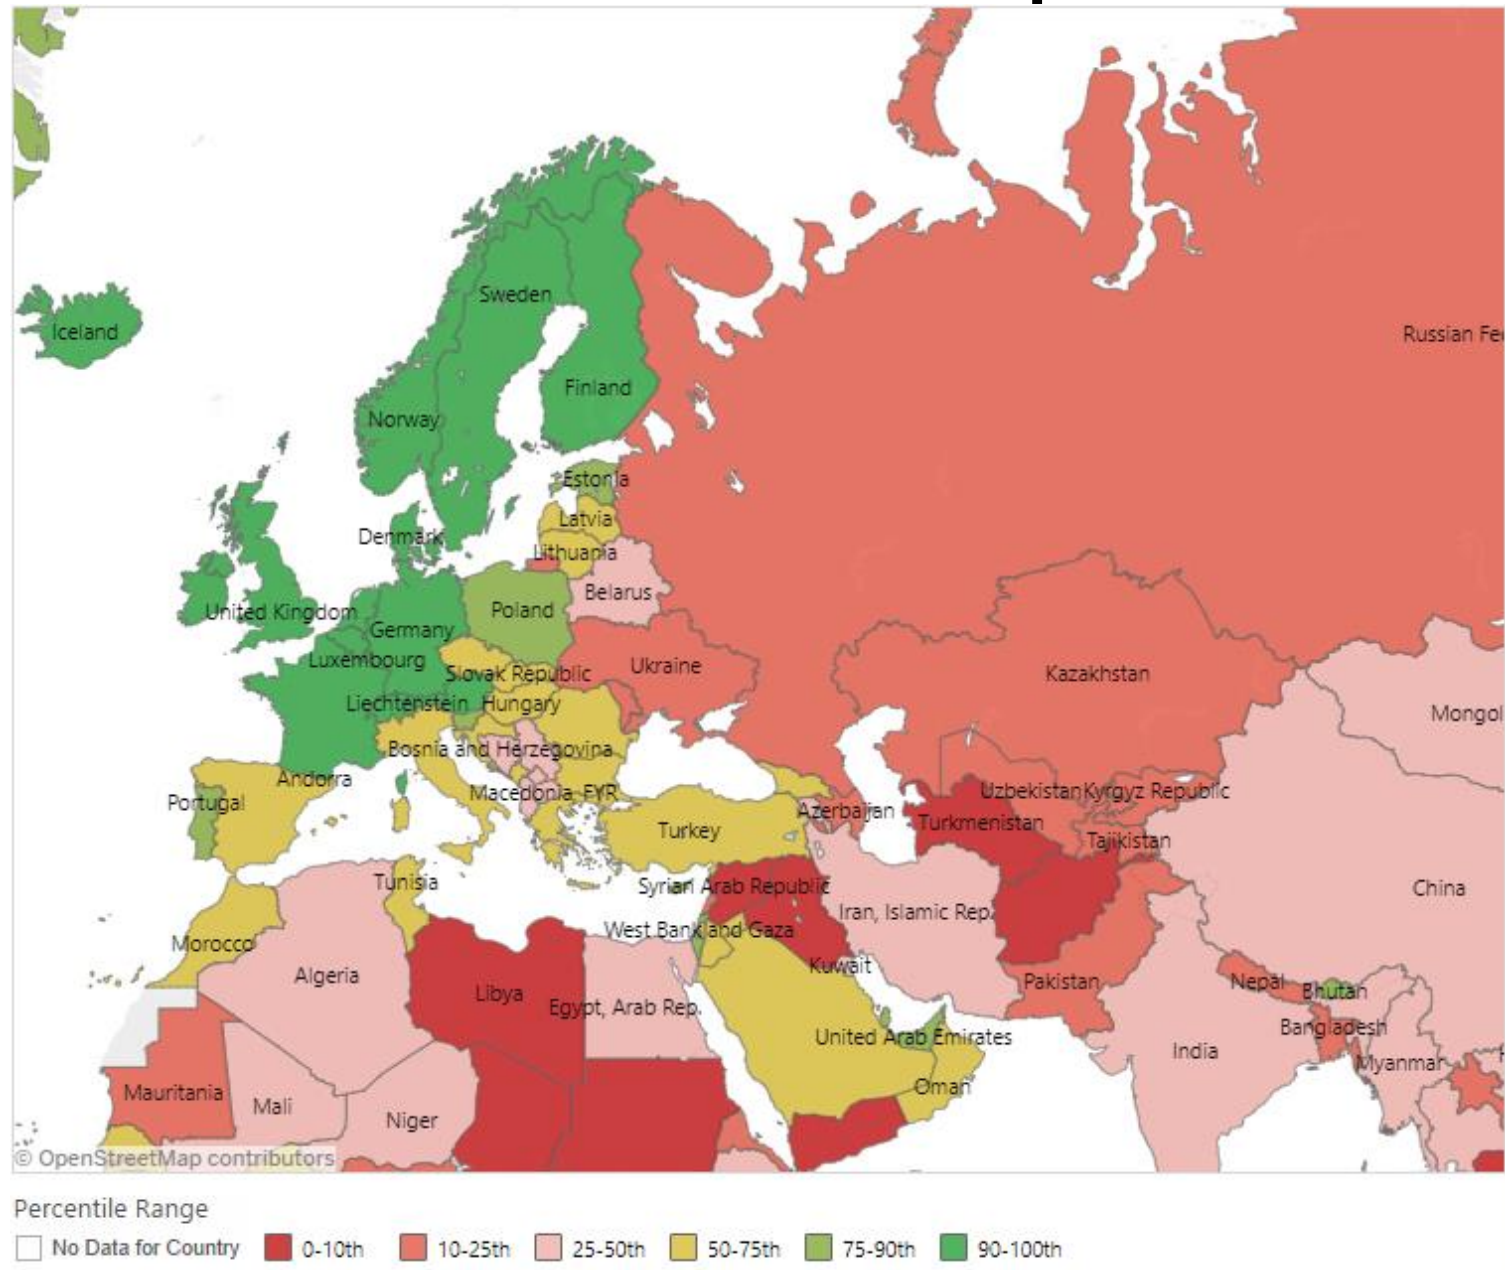 Sweden
Iceland
Russian Fe
Finland
Norway
Estonia
Latvia
Denmark
Lithuania
Belarus
United Kingdom
Poland
Germany
Luxembourg
Slovak Republic
Ukraine
Kazakhstan
Liechtenstein
Hungary
Mongol
Bosnia and Herzegovina
Andorra
Macedonia, FYR
Portugal
Uzbekistan
Kyrgyz Republic
Azerbaijan
Turkmenistan
Turkey
Tajikistan
Tunisia
Syrian Arab Republic
China
Iran, Islamic Rep.
West Bank and Gaza
Morocco
Kuwait
Algeria
Pakistan
Nepal
Bhutan
Libya
Egypt, Arab Rep.
Bangladesh
United Arab Emirates
India
Myanmar
Oman
Mauritania
Mali
Niger
© OpenStreetMap contributors
Percentile Range
No Data for Country
0-10th
10-25th
25-50th
50-75th
75-90th
90-100th